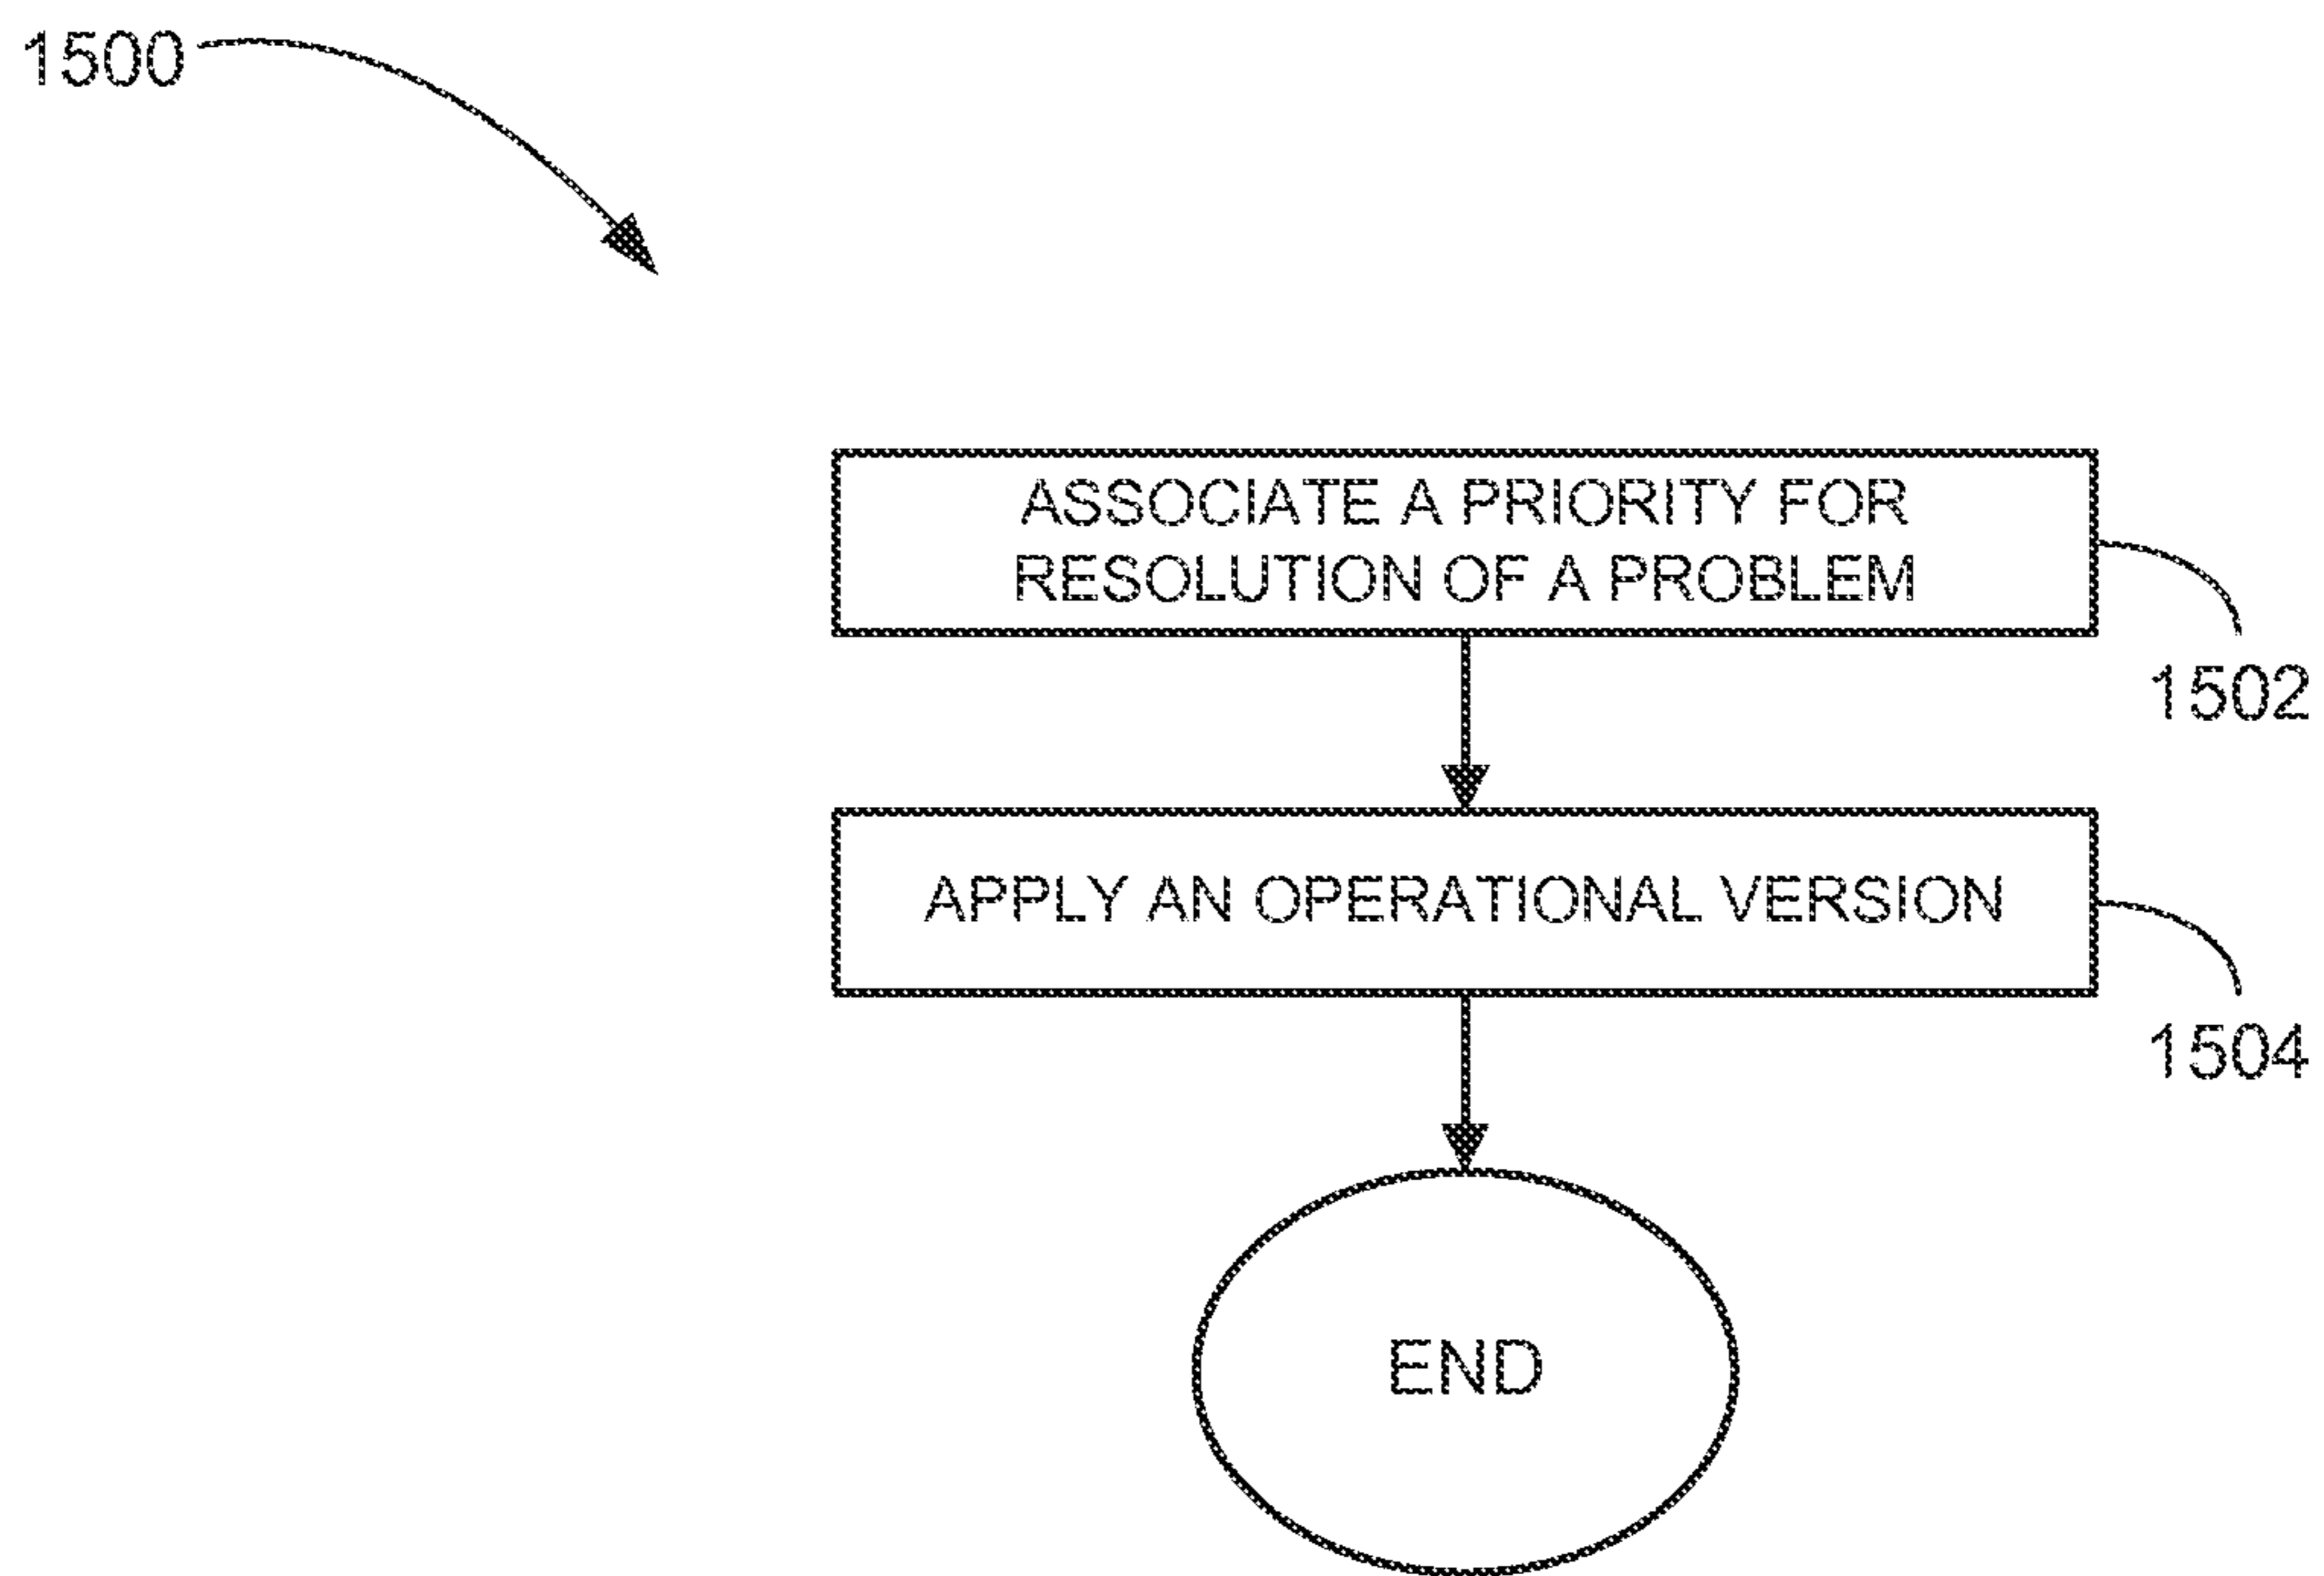 1500
ASSOCIATE A PRIORITY FOR
RESOLUTION OF A PROBLEM
1502
APPLY AN OPERATIONAL VERSION
1504
END